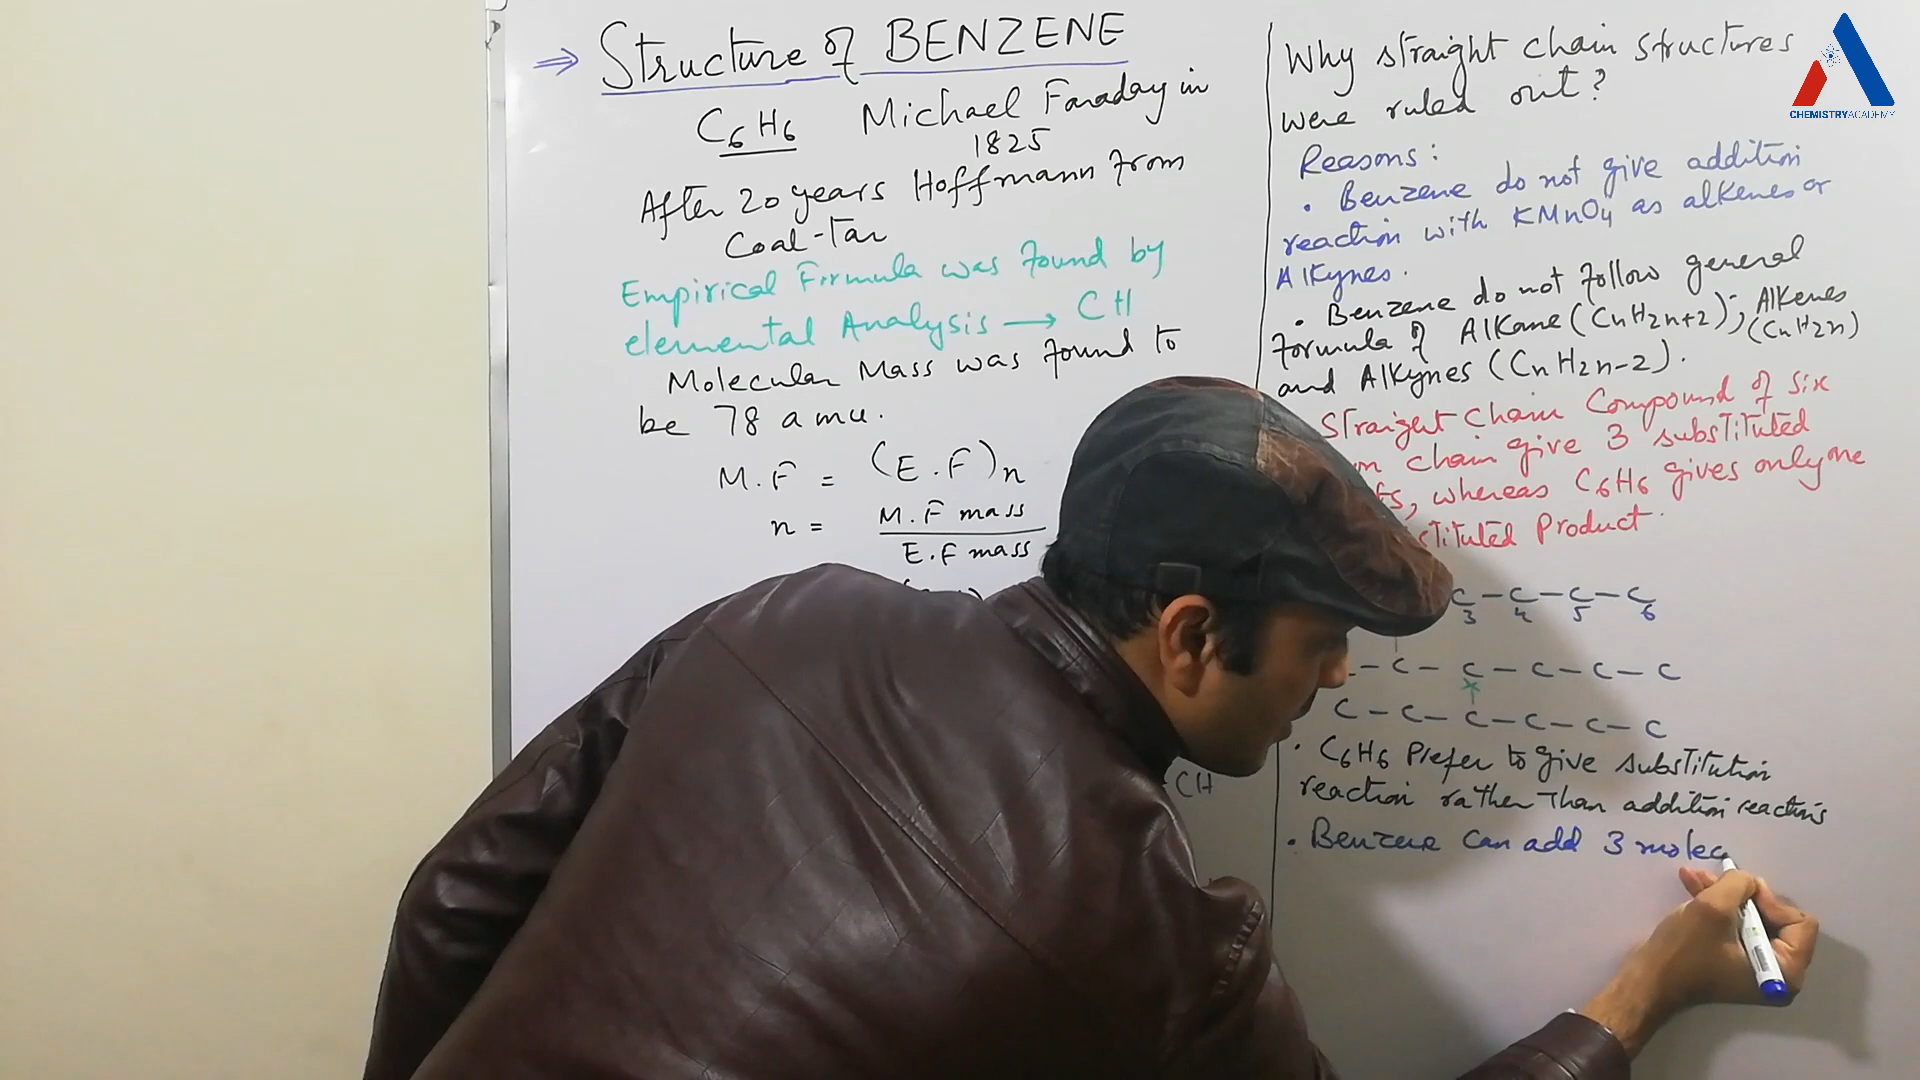 ⇒ Structure of BENZENE
C6H6 Michael Faraday in
1825
After 20 years Hoffmann from
Coal-Tar
Empirical Formula was found by
elemental Analysis → CH
Molecular Mass was found to
be 78 amu.
M.F = (E.F)n
n = M.F mass
E.F mass
CH
Why straight chain structures
were ruled out?
Reasons:
• Benzene do not give addition
reaction with KMnO4 as alkenes or
Alkynes.
• Benzene do not follow general
formula of Alkane (CnH2n+2); Alkenes
(CnH2n)
and Alkynes (CnH2n-2).
Straight Chain Compound of six
chain give 3 substituted
, whereas C6H6 gives only one
Product
C - C - C - C
3 4 5 6
- C - C - C - C - C
C - C - C - C - C - C
• C6H6 Prefer to give substitution
reaction rather than addition reactions
• Benzene can add 3 molec
CHEMISTRYACADEMY